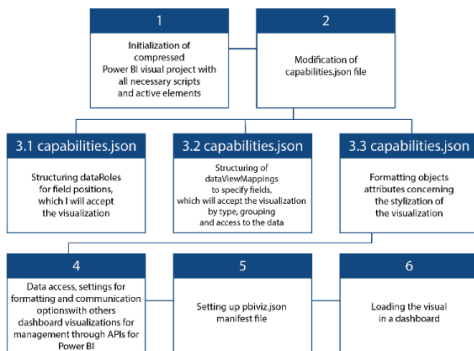 1
Initialization of
compressed
Power BI visual project with
all necessary scripts
and active elements
2
Modification of
capabilities.json file
3.1 capabilities.json
Structuring dataRoles
for field positions,
which I will accept
the visualization
3.2 capabilities.json
Structuring of
dataViewMappings
to specify fields,
which will accept the visualization
by type, grouping
and access to the data
3.3 capabilities.json
Formatting objects
attributes concerning
the stylization of
the visualization
4
Data access, settings for
formatting and communication
optionswith others
dashboard visualizations for
management through APIs for
Power BI
5
Setting up pbiviz.json
manifest file
6
Loading the visual
in a dashboard